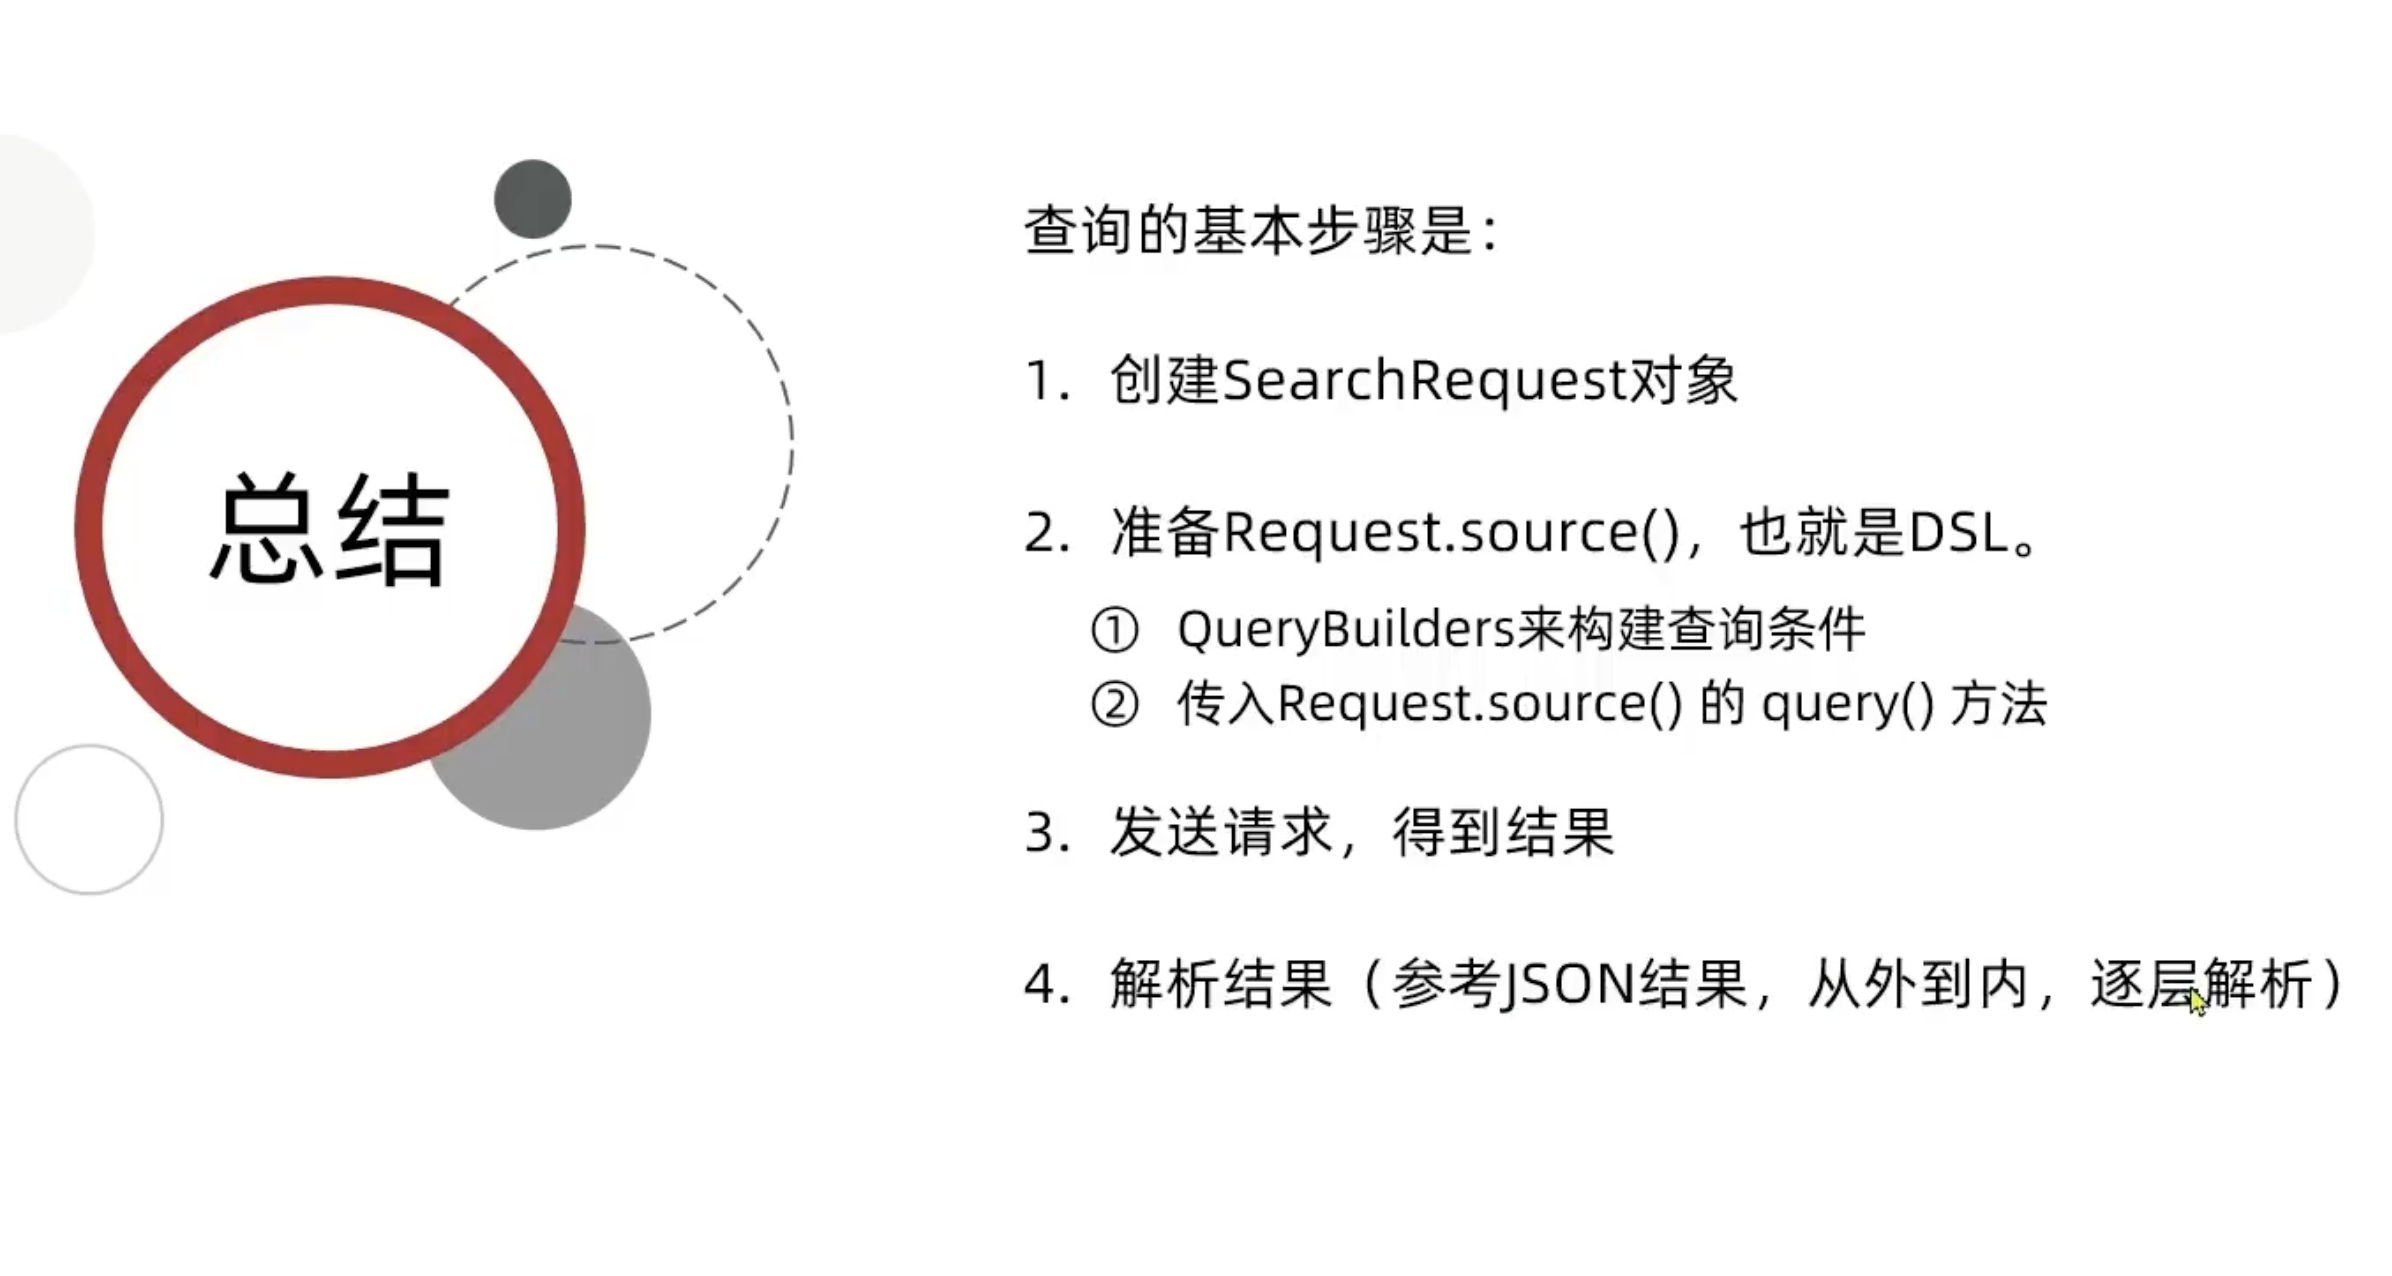 总结
查询的基本步骤是：
1. 创建SearchRequest对象
2. 准备Request.source()，也就是DSL。
① QueryBuilders来构建查询条件
② 传入Request.source() 的 query() 方法
3. 发送请求，得到结果
4. 解析结果（参考JSON结果，从外到内，逐层解析）